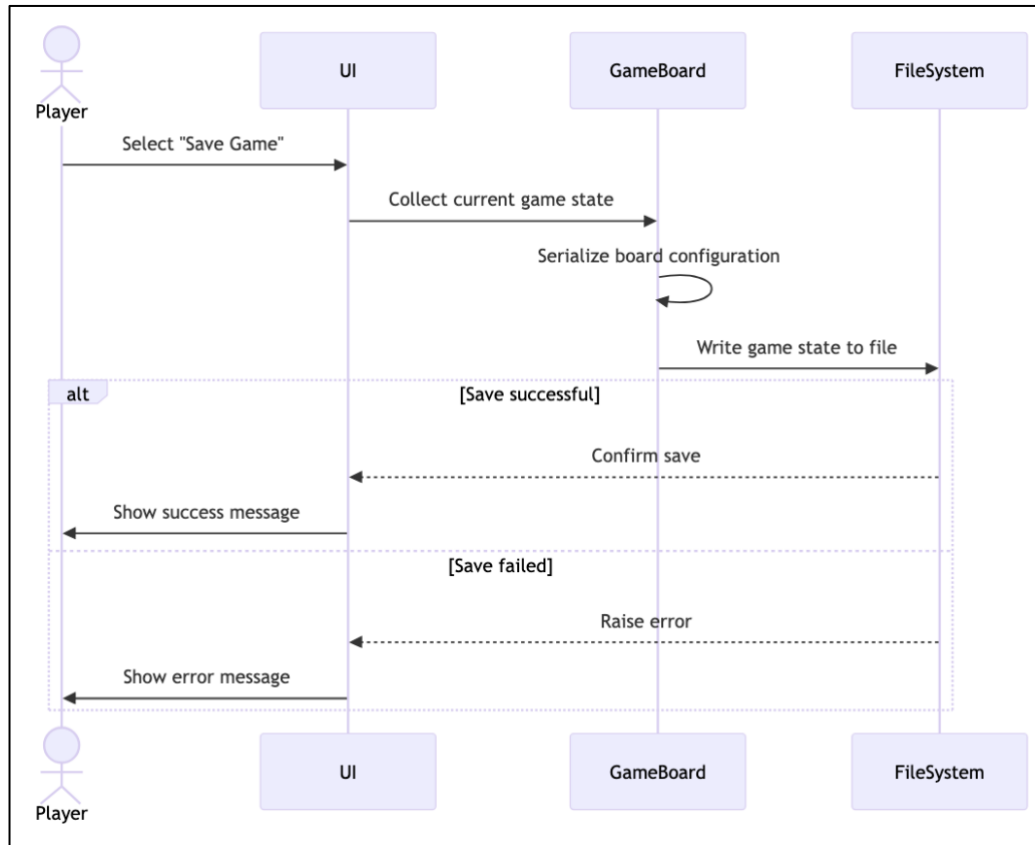 UI
GameBoard
FileSystem
Player
Select "Save Game"
Collect current game state
Serialize board configuration
Write game state to file
alt
[Save successful]
Confirm save
Show success message
[Save failed]
Raise error
Show error message
UI
GameBoard
FileSystem
Player